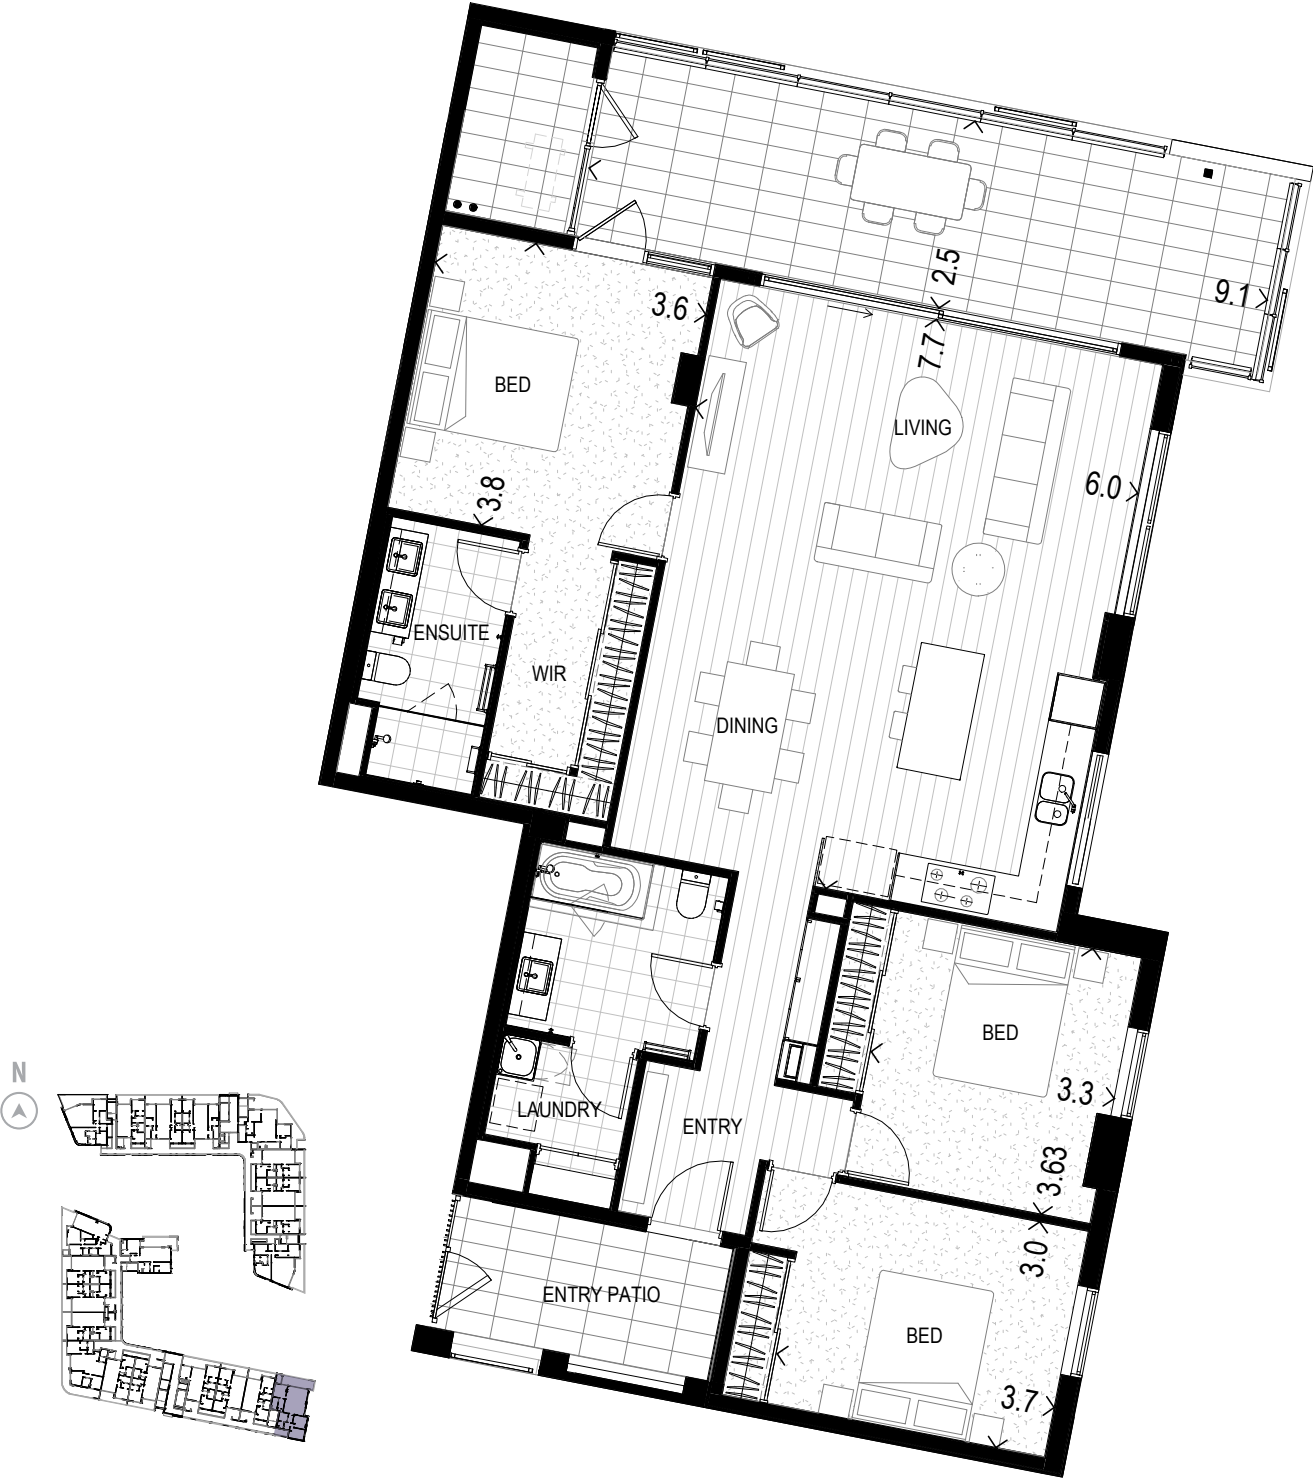 2.5
9.1
3.6
7.7
BED
LIVING
3.8
6.0
ENSUITE
WIR
DINING
BED
3.3
LAUNDRY
ENTRY
3.63
3.0
ENTRY PATIO
BED
3.7
N